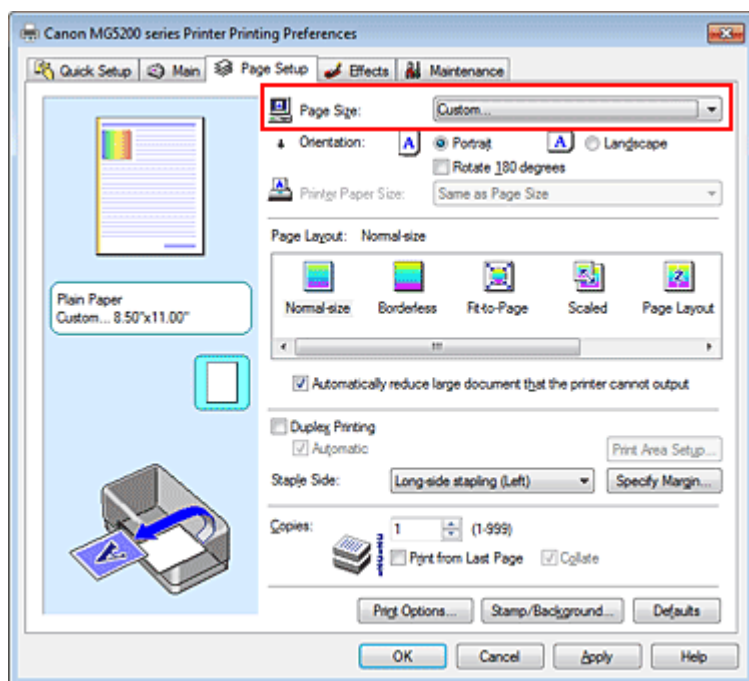 Canon MG5200 series Printer Printing Preferences
Quick Setup Main Page Setup Effects Maintenance
Page Size: Custom...
Orientation: A Portrait A Landscape
Rotate 180 degrees
Printer Paper Size: Same as Page Size
Page Layout: Normal-size
Normal-size Borderless Fit-to-Page Scaled Page Layout
Plain Paper
Custom... 8.50"x11.00"
Automatically reduce large document that the printer cannot output
Duplex Printing
Automatic Print Area Setup...
Staple Side: Long-side stapling (Left) Specify Margin...
Copies: 1 (1-999)
Print from Last Page Collate
Print Options... Stamp/Background... Defaults
OK Cancel Apply Help